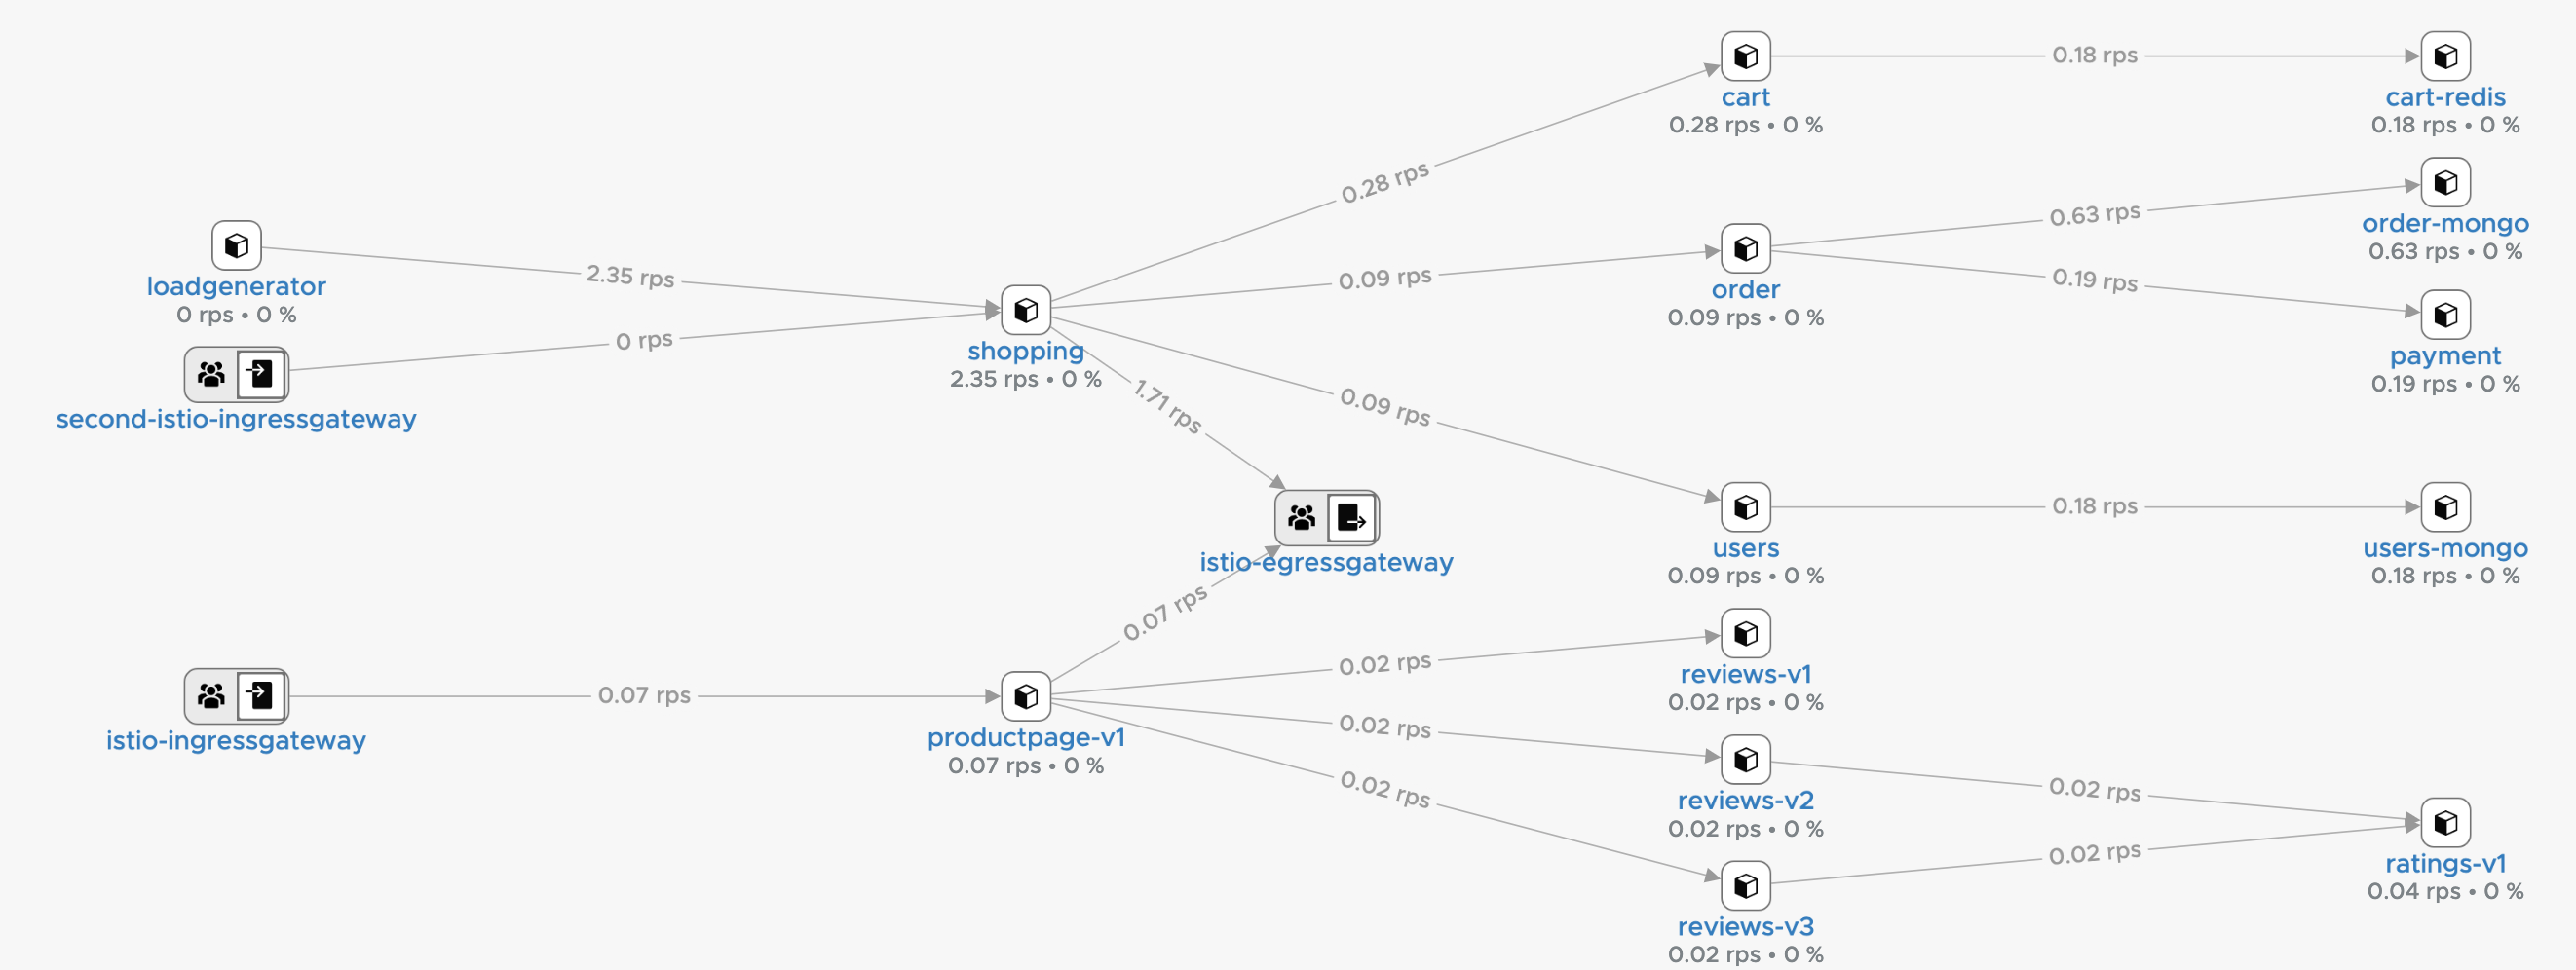 cart
0.28 rps • 0 %
0.18 rps
cart-redis
0.18 rps • 0 %
0.28 rps
loadgenerator
0 rps • 0 %
2.35 rps
0 rps
second-istio-ingressgateway
shopping
2.35 rps • 0 %
0.09 rps
order
0.09 rps • 0 %
0.63 rps
order-mongo
0.63 rps • 0 %
0.19 rps
payment
0.19 rps • 0 %
1.71 rps
0.09 rps
istio-egressgateway
users
0.09 rps • 0 %
0.18 rps
users-mongo
0.18 rps • 0 %
0.07 rps
istio-ingressgateway
0.07 rps
productpage-v1
0.07 rps • 0 %
0.02 rps
reviews-v1
0.02 rps • 0 %
0.02 rps
reviews-v2
0.02 rps • 0 %
0.02 rps
reviews-v3
0.02 rps • 0 %
0.02 rps
0.02 rps
ratings-v1
0.04 rps • 0 %